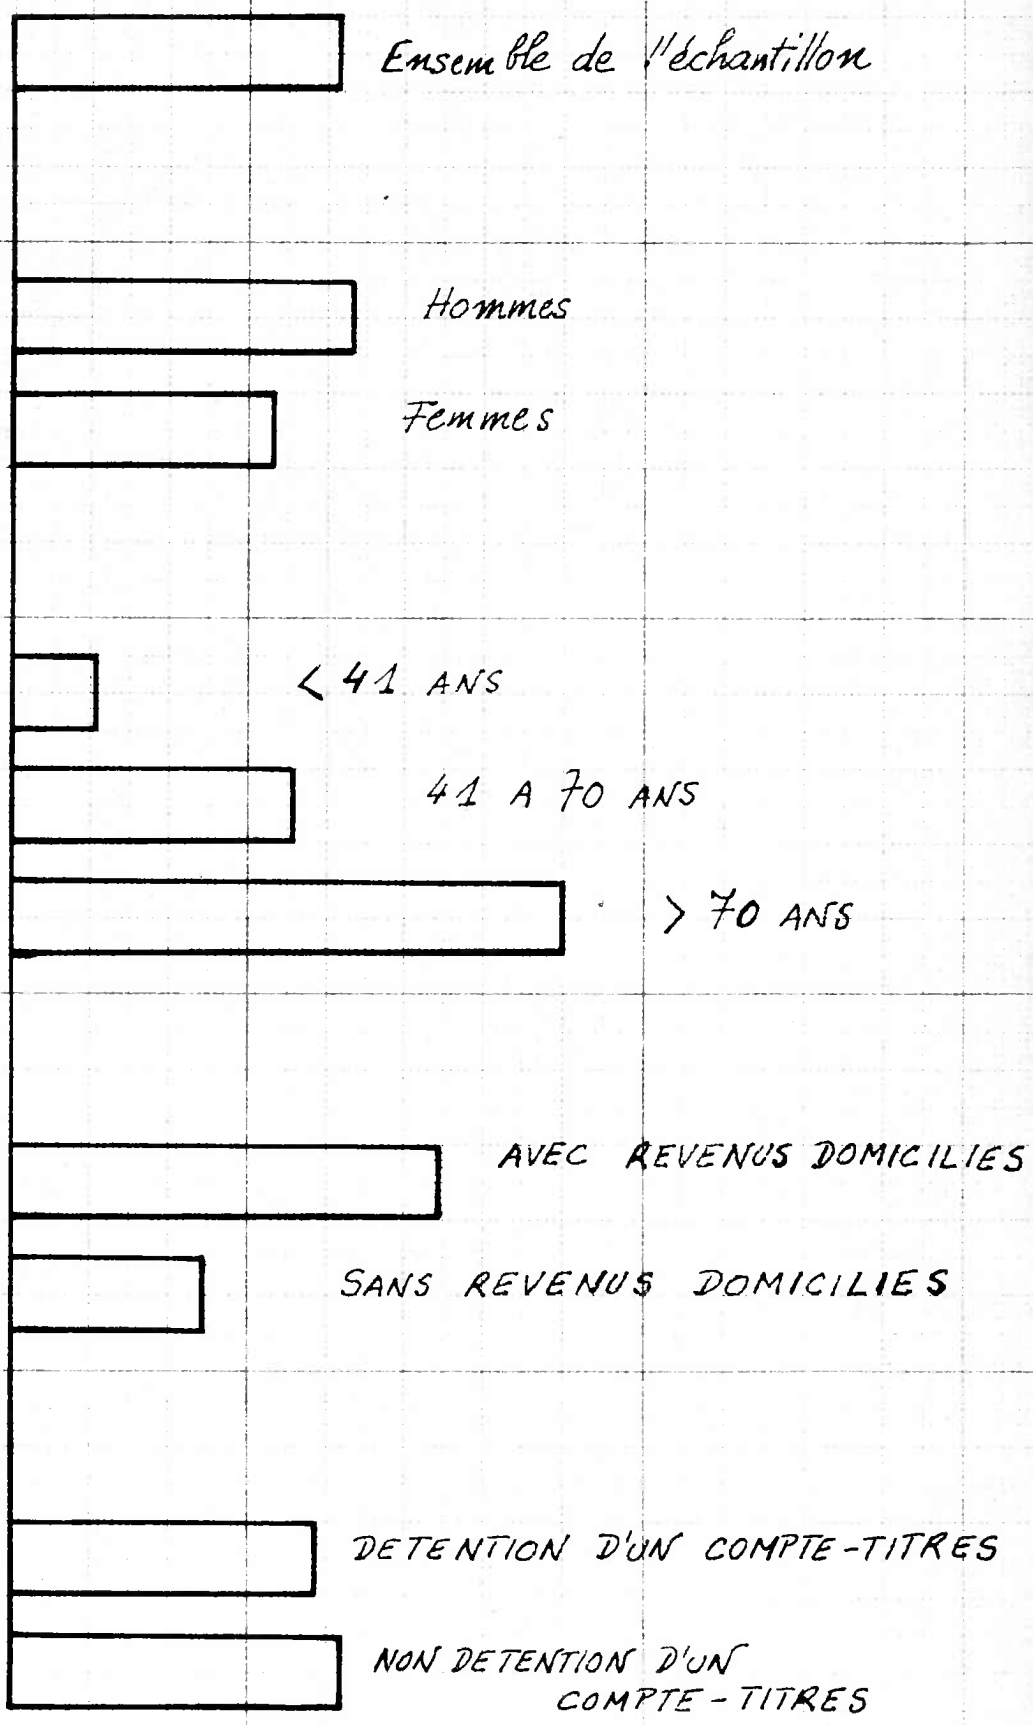 Ensemble de l'échantillon
Hommes
Femmes
< 41 ANS
41 A 70 ANS
> 70 ANS
AVEC REVENUS DOMICILIES
SANS REVENUS DOMICILIES
DETENTION D'UN COMPTE-TITRES
NON DETENTION D'UN
COMPTE-TITRES